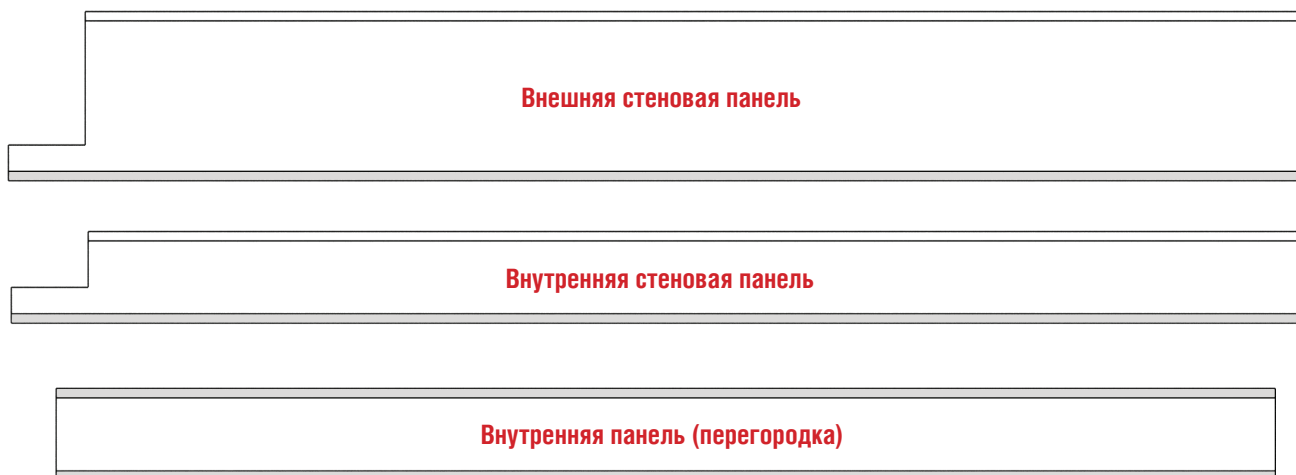 Внешняя стеновая панель
Внутренняя стеновая панель
Внутренняя панель (перегородка)